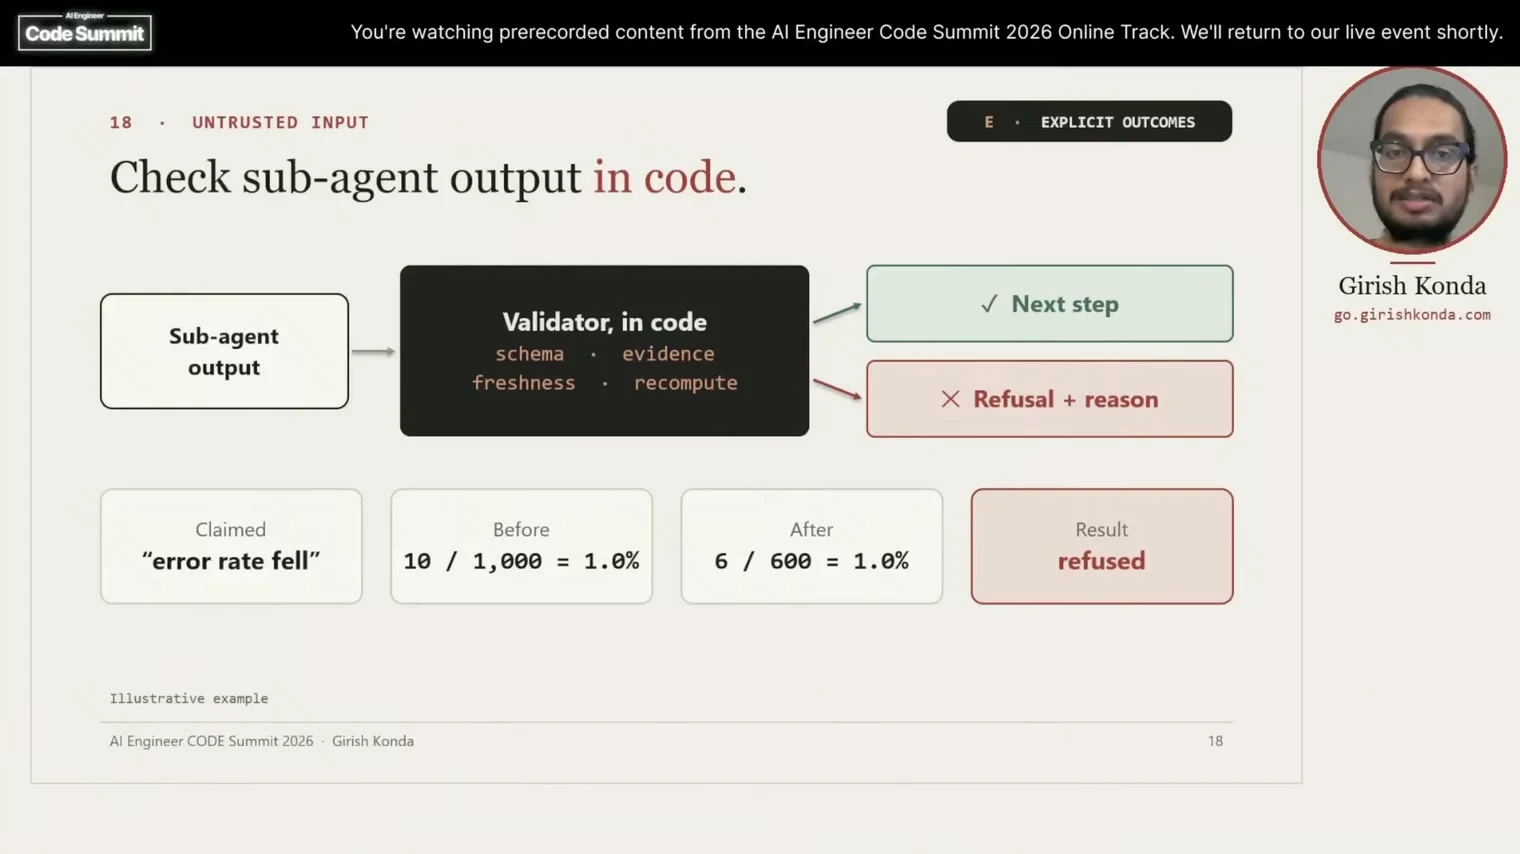 AI Engineer
Code Summit
You're watching prerecorded content from the AI Engineer Code Summit 2026 Online Track. We'll return to our live event shortly.
18 · UNTRUSTED INPUT
E · EXPLICIT OUTCOMES
Check sub-agent output in code.
Sub-agent
output
Validator, in code
schema · evidence
freshness · recompute
✓ Next step
✕ Refusal + reason
Claimed
“error rate fell”
Before
10 / 1,000 = 1.0%
After
6 / 600 = 1.0%
Result
refused
Illustrative example
AI Engineer CODE Summit 2026 · Girish Konda
18
Girish Konda
go.girishkonda.com